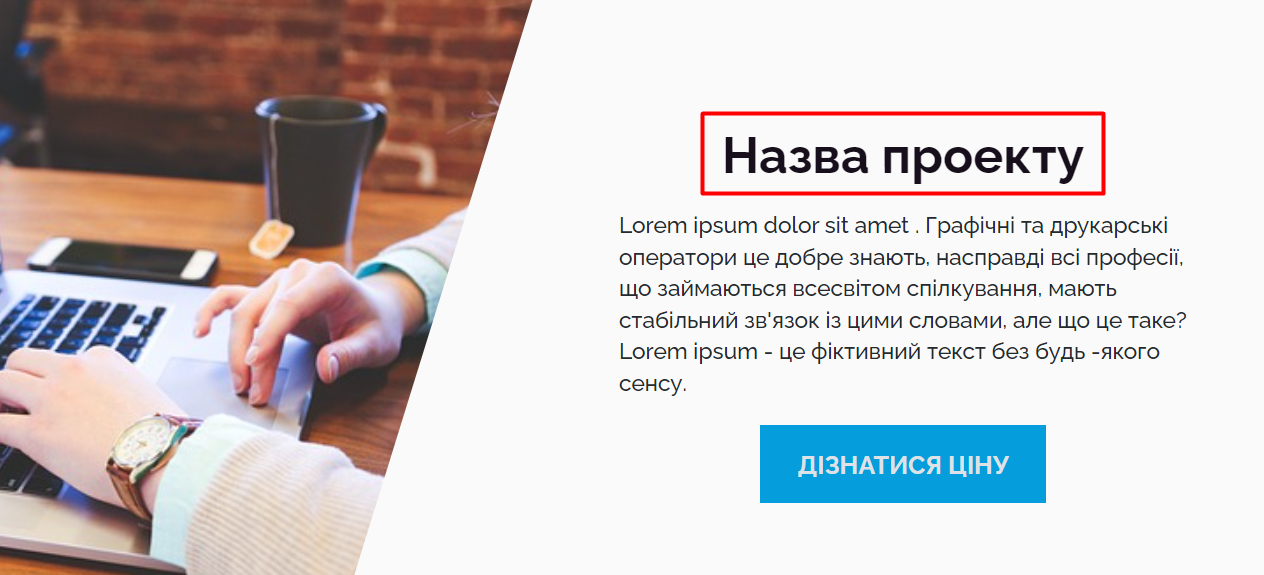 Назва проекту
Lorem ipsum dolor sit amet . Графічні та друкарські
оператори це добре знають, насправді всі професії,
що займаються всесвітом спілкування, мають
стабільний зв'язок із цими словами, але що це таке?
Lorem ipsum - це фіктивний текст без будь -якого
сенсу.
ДІЗНАТИСЯ ЦІНУ